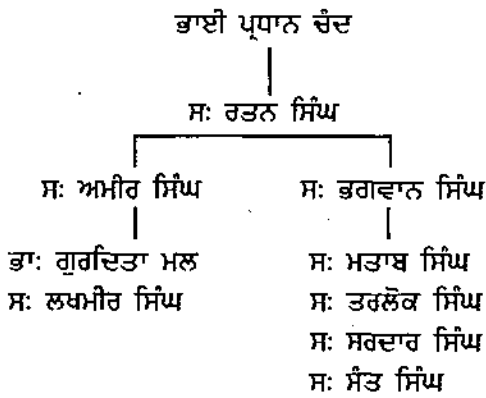 ਭਾਈ ਪ੍ਰਧਾਨ ਚੰਦ
ਸ: ਰਤਨ ਸਿੰਘ
ਸ: ਅਮੀਰ ਸਿੰਘ ਸ: ਭਗਵਾਨ ਸਿੰਘ
ਭਾ: ਗੁਰਦਿਤਾ ਮਲ ਸ: ਮਤਾਬ ਸਿੰਘ
ਸ: ਲਖਮੀਰ ਸਿੰਘ ਸ: ਤਰਲੋਕ ਸਿੰਘ
ਸ: ਸਰਦਾਰ ਸਿੰਘ
ਸ: ਸੰਤ ਸਿੰਘ